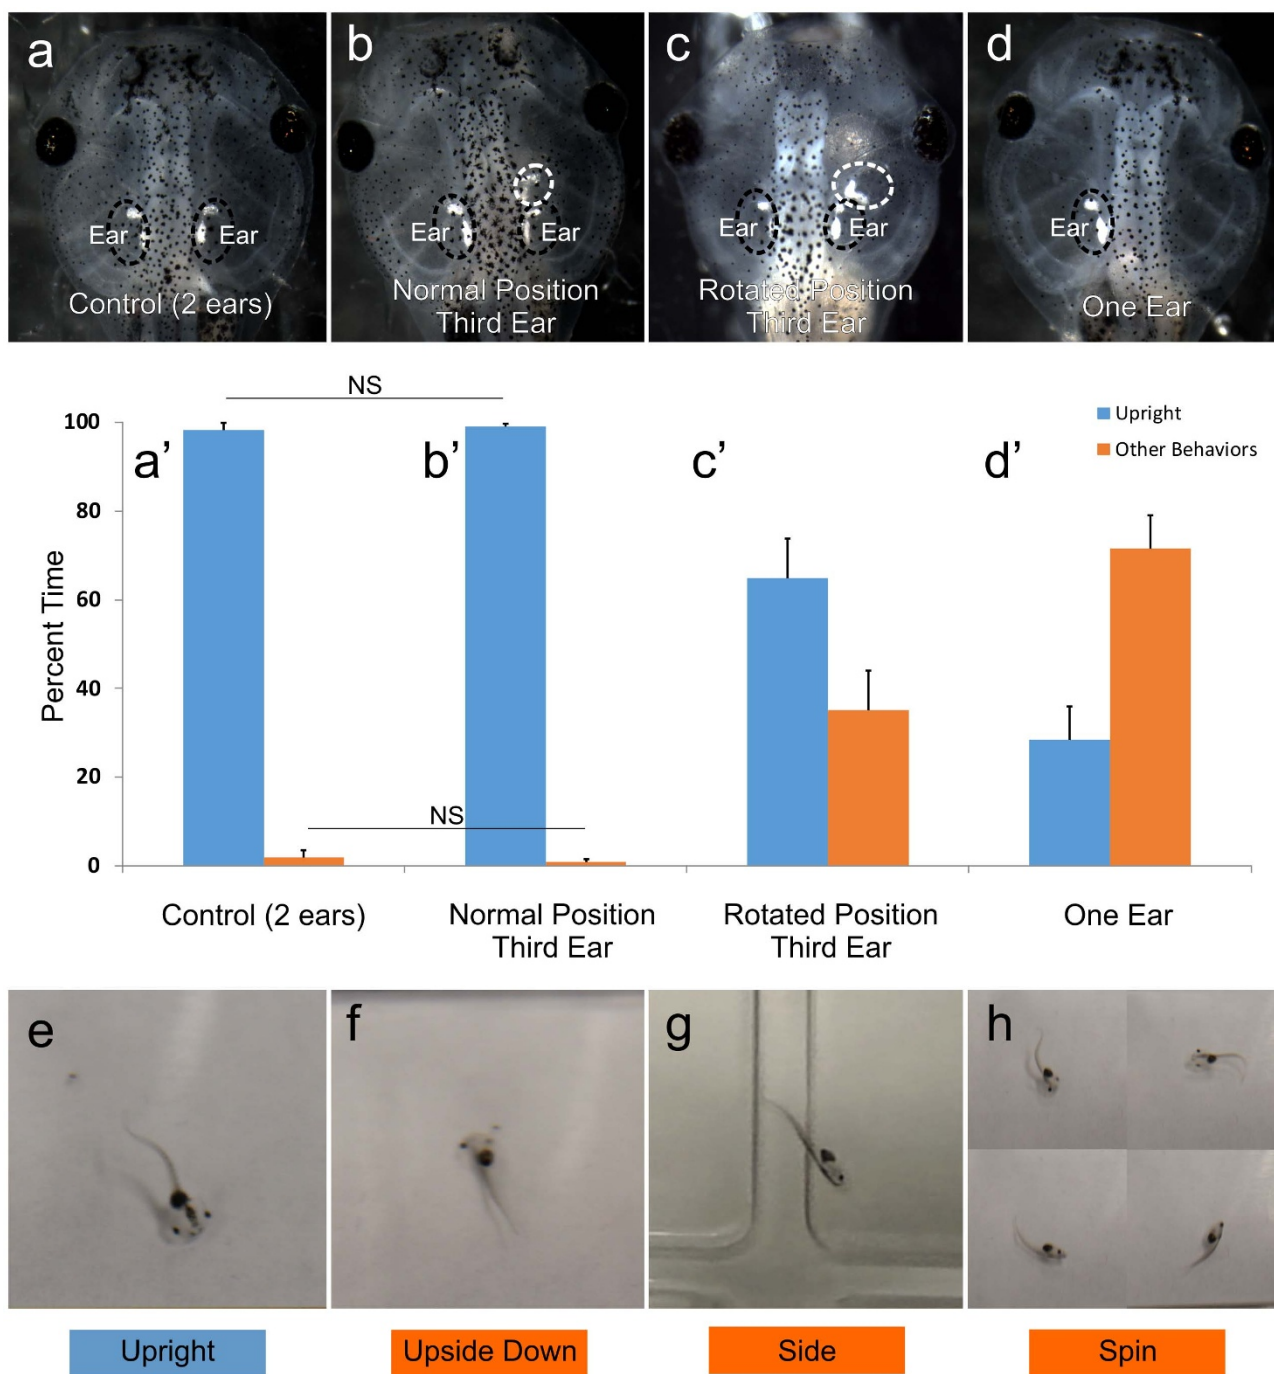 a
b
c
d
Ear
Ear
Control (2 ears)
Ear
Ear
Normal Position
Third Ear
Ear
Ear
Rotated Position
Third Ear
Ear
One Ear
NS
Upright
Other Behaviors
a’
b’
c’
d’
Percent Time
100
80
60
40
20
0
NS
Control (2 ears)
Normal Position
Third Ear
Rotated Position
Third Ear
One Ear
e
f
g
h
Upright
Upside Down
Side
Spin